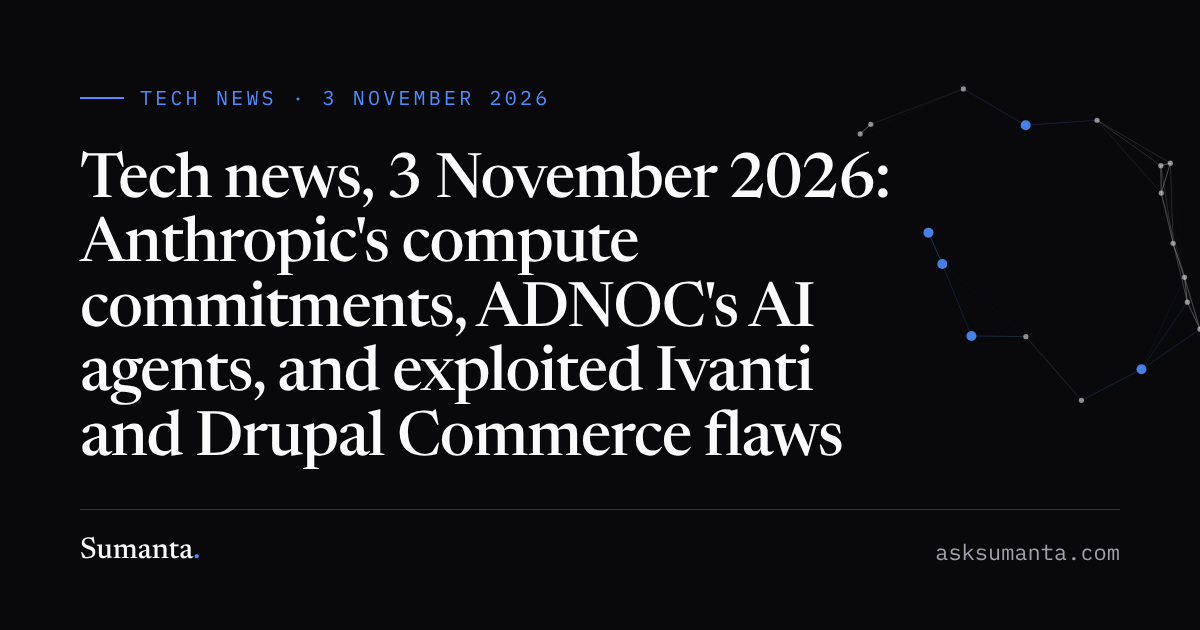 TECH NEWS · 3 NOVEMBER 2026
Tech news, 3 November 2026:
Anthropic's compute
commitments, ADNOC's AI
agents, and exploited Ivanti
and Drupal Commerce flaws
Sumanta.
asksumanta.com